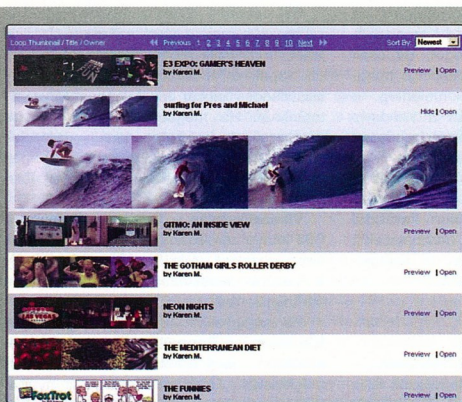 Loop Thumbnail / Title / Owner
Previous 1 2 3 4 5 6 7 8 9 10 Next
Sort By: Newest
E3 EXPO: GAMER'S HEAVEN
by Karen M.
Preview | Open
surfing for Pres and Michael
by Karen M.
Hide | Open
GITMO: AN INSIDE VIEW
by Karen M.
Preview | Open
THE GOTHAM GIRLS ROLLER DERBY
by Karen M.
Preview | Open
LAS VEGAS
NEON NIGHTS
by Karen M.
Preview | Open
THE MEDITERRANEAN DIET
by Karen M.
Preview | Open
FoxTrot
THE FUNNIES
by Karen M.
Preview | Open